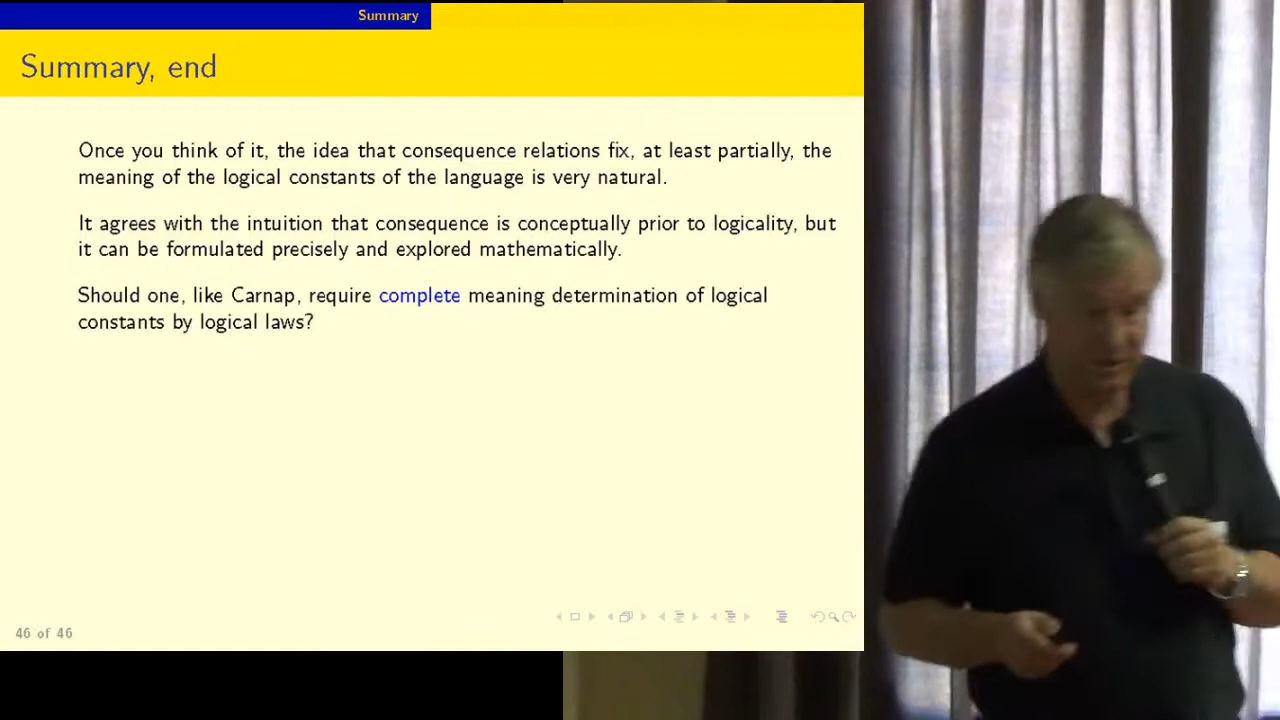 Summary
Summary, end
Once you think of it, the idea that consequence relations fix, at least partially, the
meaning of the logical constants of the language is very natural.
It agrees with the intuition that consequence is conceptually prior to logicality, but
it can be formulated precisely and explored mathematically.
Should one, like Carnap, require complete meaning determination of logical
constants by logical laws?
46 of 46